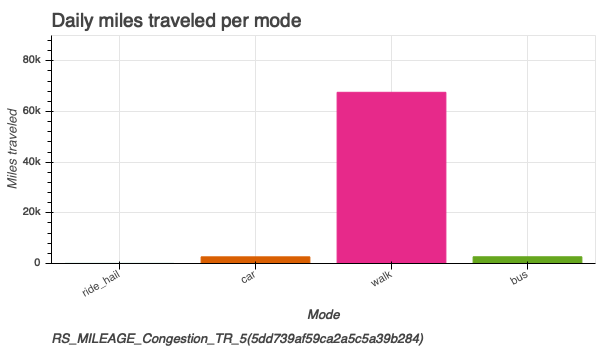 Daily miles traveled per mode
Miles traveled
80k
60k
40k
20k
0
ride_hail
car
walk
bus
Mode
RS_MILEAGE_Congestion_TR_5(5dd739af59ca2a5c5a39b284)